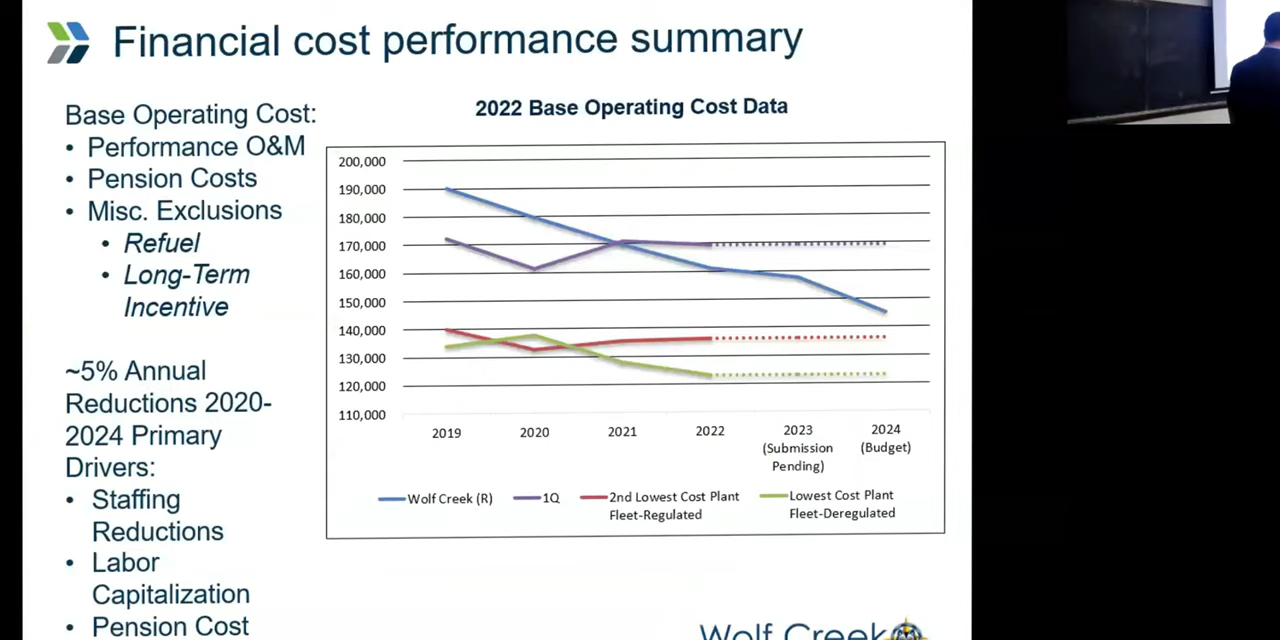 Financial cost performance summary
Base Operating Cost:
• Performance O&M
• Pension Costs
• Misc. Exclusions
• Refuel
• Long-Term
Incentive
~5% Annual
Reductions 2020-
2024 Primary
Drivers:
• Staffing
Reductions
• Labor
Capitalization
• Pension Cost
2022 Base Operating Cost Data
200,000
190,000
180,000
170,000
160,000
150,000
140,000
130,000
120,000
110,000
2019 2020 2021 2022 2023 2024
(Submission (Budget)
Pending)
Wolf Creek (R) 1Q 2nd Lowest Cost Plant Lowest Cost Plant
Fleet-Regulated Fleet-Deregulated
Wolf Creek